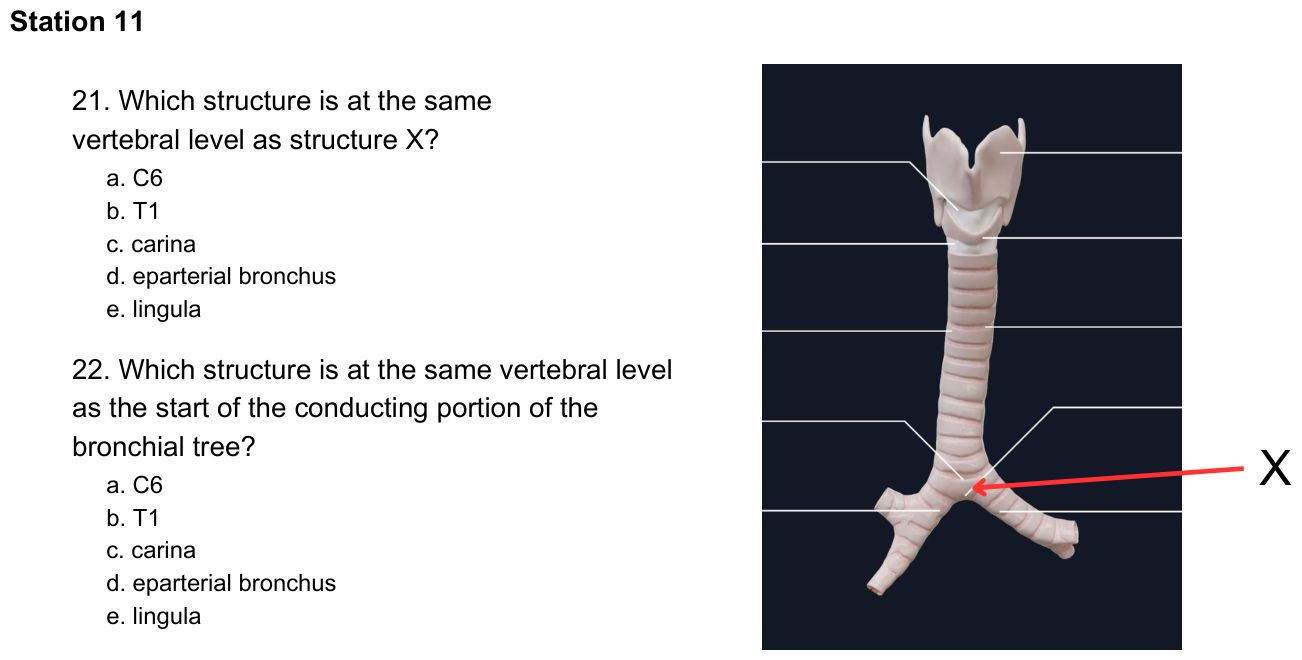 Station 11
21. Which structure is at the same
vertebral level as structure X?
a. C6
b. T1
c. carina
d. eparterial bronchus
e. lingula
22. Which structure is at the same vertebral level
as the start of the conducting portion of the
bronchial tree?
a. C6
b. T1
c. carina
d. eparterial bronchus
e. lingula
X